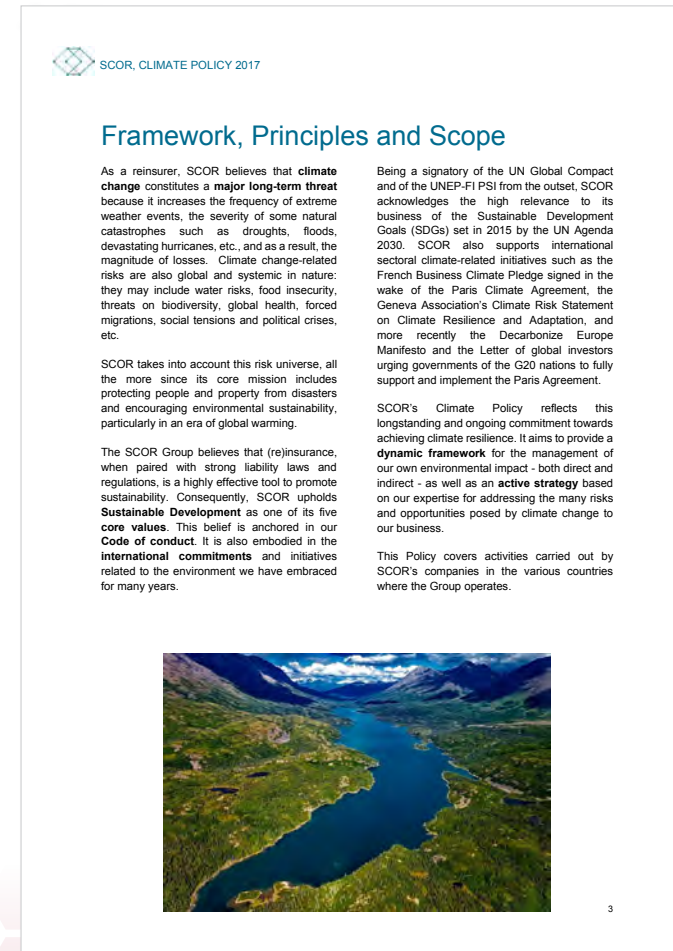 SCOR, CLIMATE POLICY 2017
Framework, Principles and Scope
As a reinsurer, SCOR believes that climate
change constitutes a major long-term threat
because it increases the frequency of extreme
weather events, the severity of some natural
catastrophes such as droughts, floods,
devastating hurricanes, etc., and as a result, the
magnitude of losses. Climate change-related
risks are also global and systemic in nature:
they may include water risks, food insecurity,
threats on biodiversity, global health, forced
migrations, social tensions and political crises,
etc.
SCOR takes into account this risk universe, all
the more since its core mission includes
protecting people and property from disasters
and encouraging environmental sustainability,
particularly in an era of global warming.
The SCOR Group believes that (re)insurance,
when paired with strong liability laws and
regulations, is a highly effective tool to promote
sustainability. Consequently, SCOR upholds
Sustainable Development as one of its five
core values. This belief is anchored in our
Code of conduct. It is also embodied in the
international commitments and initiatives
related to the environment we have embraced
for many years.
Being a signatory of the UN Global Compact
and of the UNEP-FI PSI from the outset, SCOR
acknowledges the high relevance to its
business of the Sustainable Development
Goals (SDGs) set in 2015 by the UN Agenda
2030. SCOR also supports international
sectoral climate-related initiatives such as the
French Business Climate Pledge signed in the
wake of the Paris Climate Agreement, the
Geneva Association's Climate Risk Statement
on Climate Resilience and Adaptation, and
more recently the Decarbonize Europe
Manifesto and the Letter of global investors
urging governments of the G20 nations to fully
support and implement the Paris Agreement.
SCOR's Climate Policy reflects this
longstanding and ongoing commitment towards
achieving climate resilience. It aims to provide a
dynamic framework for the management of
our own environmental impact - both direct and
indirect - as well as an active strategy based
on our expertise for addressing the many risks
and opportunities posed by climate change to
our business.
This Policy covers activities carried out by
SCOR's companies in the various countries
where the Group operates.
3